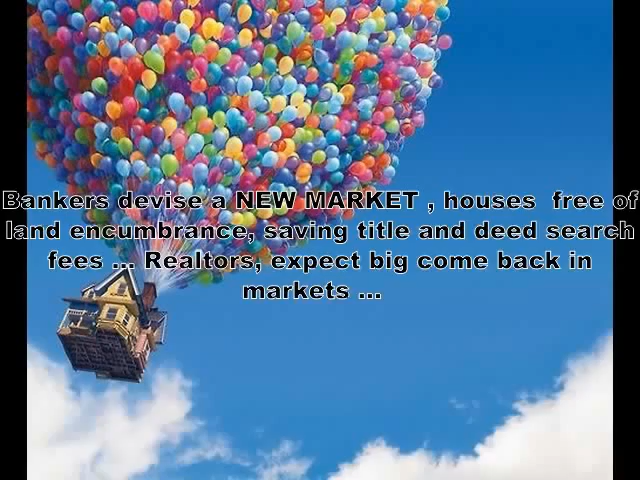 Bankers devise a NEW MARKET , houses  free of
land encumbrance, saving title and deed search
fees ... Realtors, expect big come back in
markets ...